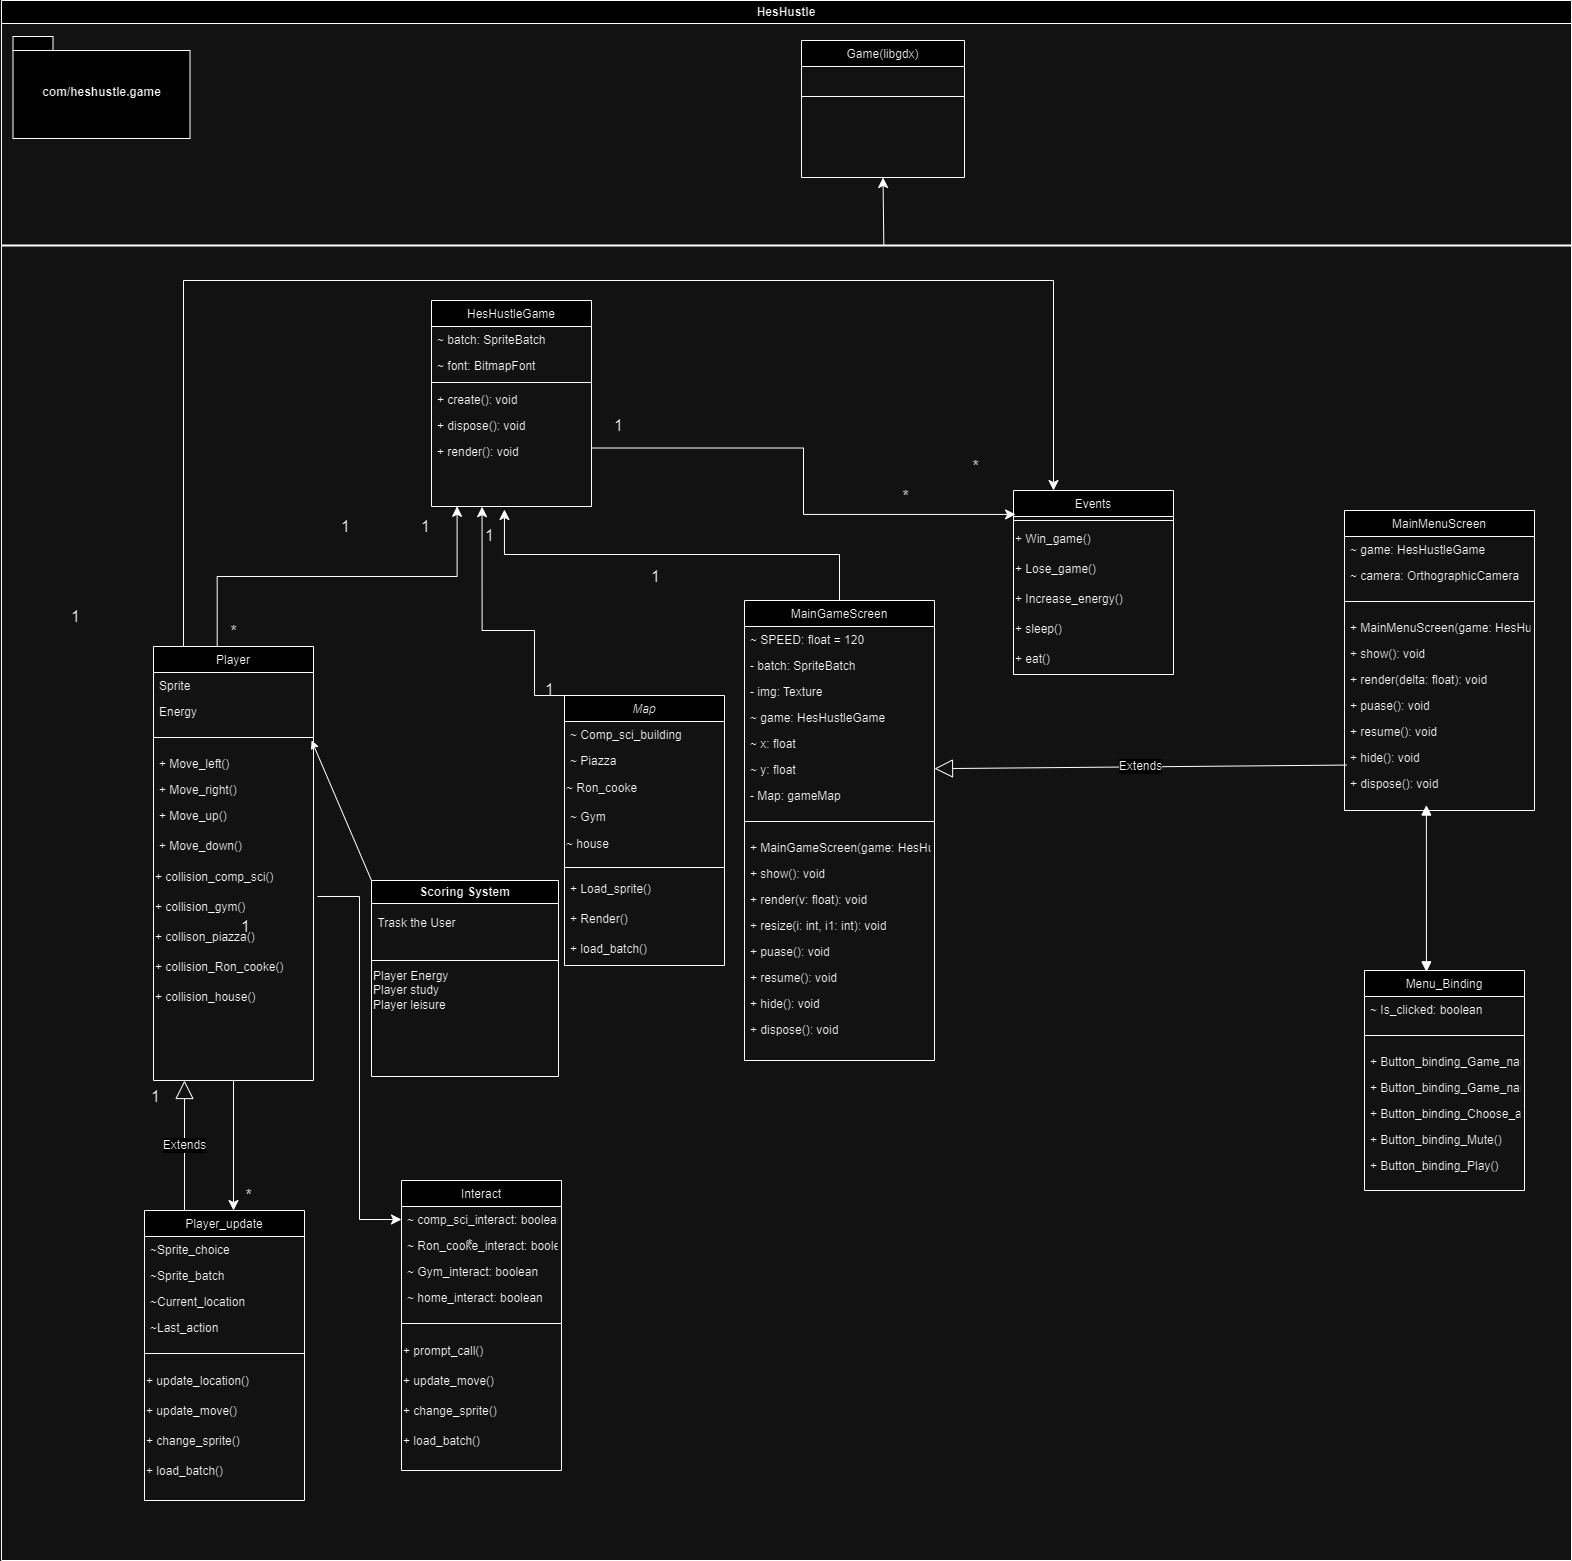 HesHustle
com/heshustle.game
Game(libgdx)
HesHustleGame
~ batch: SpriteBatch
~ font: BitmapFont
+ create(): void
+ dispose(): void
+ render(): void
1
*
*
1
1
1
1
1
*
1
Events
+ Win_game()
+ Lose_game()
+ Increase_energy()
+ sleep()
+ eat()
MainMenuScreen
~ game: HesHustleGame
~ camera: OrthographicCamera
+ MainMenuScreen(game: HesHu
+ show(): void
+ render(delta: float): void
+ puase(): void
+ resume(): void
+ hide(): void
+ dispose(): void
Player
Sprite
Energy
+ Move_left()
+ Move_right()
+ Move_up()
+ Move_down()
+ collision_comp_sci()
+ collision_gym()
1
+ collison_piazza()
+ collision_Ron_cooke()
+ collision_house()
Map
~ Comp_sci_building
~ Piazza
~ Ron_cooke
~ Gym
~ house
+ Load_sprite()
+ Render()
+ load_batch()
MainGameScreen
~ SPEED: float = 120
- batch: SpriteBatch
- img: Texture
~ game: HesHustleGame
~ x: float
~ y: float
- Map: gameMap
+ MainGameScreen(game: HesHu
+ show(): void
+ render(v: float): void
+ resize(i: int, i1: int): void
+ puase(): void
+ resume(): void
+ hide(): void
+ dispose(): void
Extends
Scoring System
Trask the User
Player Energy
Player study
Player leisure
Menu_Binding
~ Is_clicked: boolean
+ Button_binding_Game_na
+ Button_binding_Game_na
+ Button_binding_Choose_a
+ Button_binding_Mute()
+ Button_binding_Play()
1
Extends
*
Player_update
~Sprite_choice
~Sprite_batch
~Current_location
~Last_action
+ update_location()
+ update_move()
+ change_sprite()
+ load_batch()
Interact
~ comp_sci_interact: boolea
~ Ron_cooke_interact: boole
*
~ Gym_interact: boolean
~ home_interact: boolean
+ prompt_call()
+ update_move()
+ change_sprite()
+ load_batch()